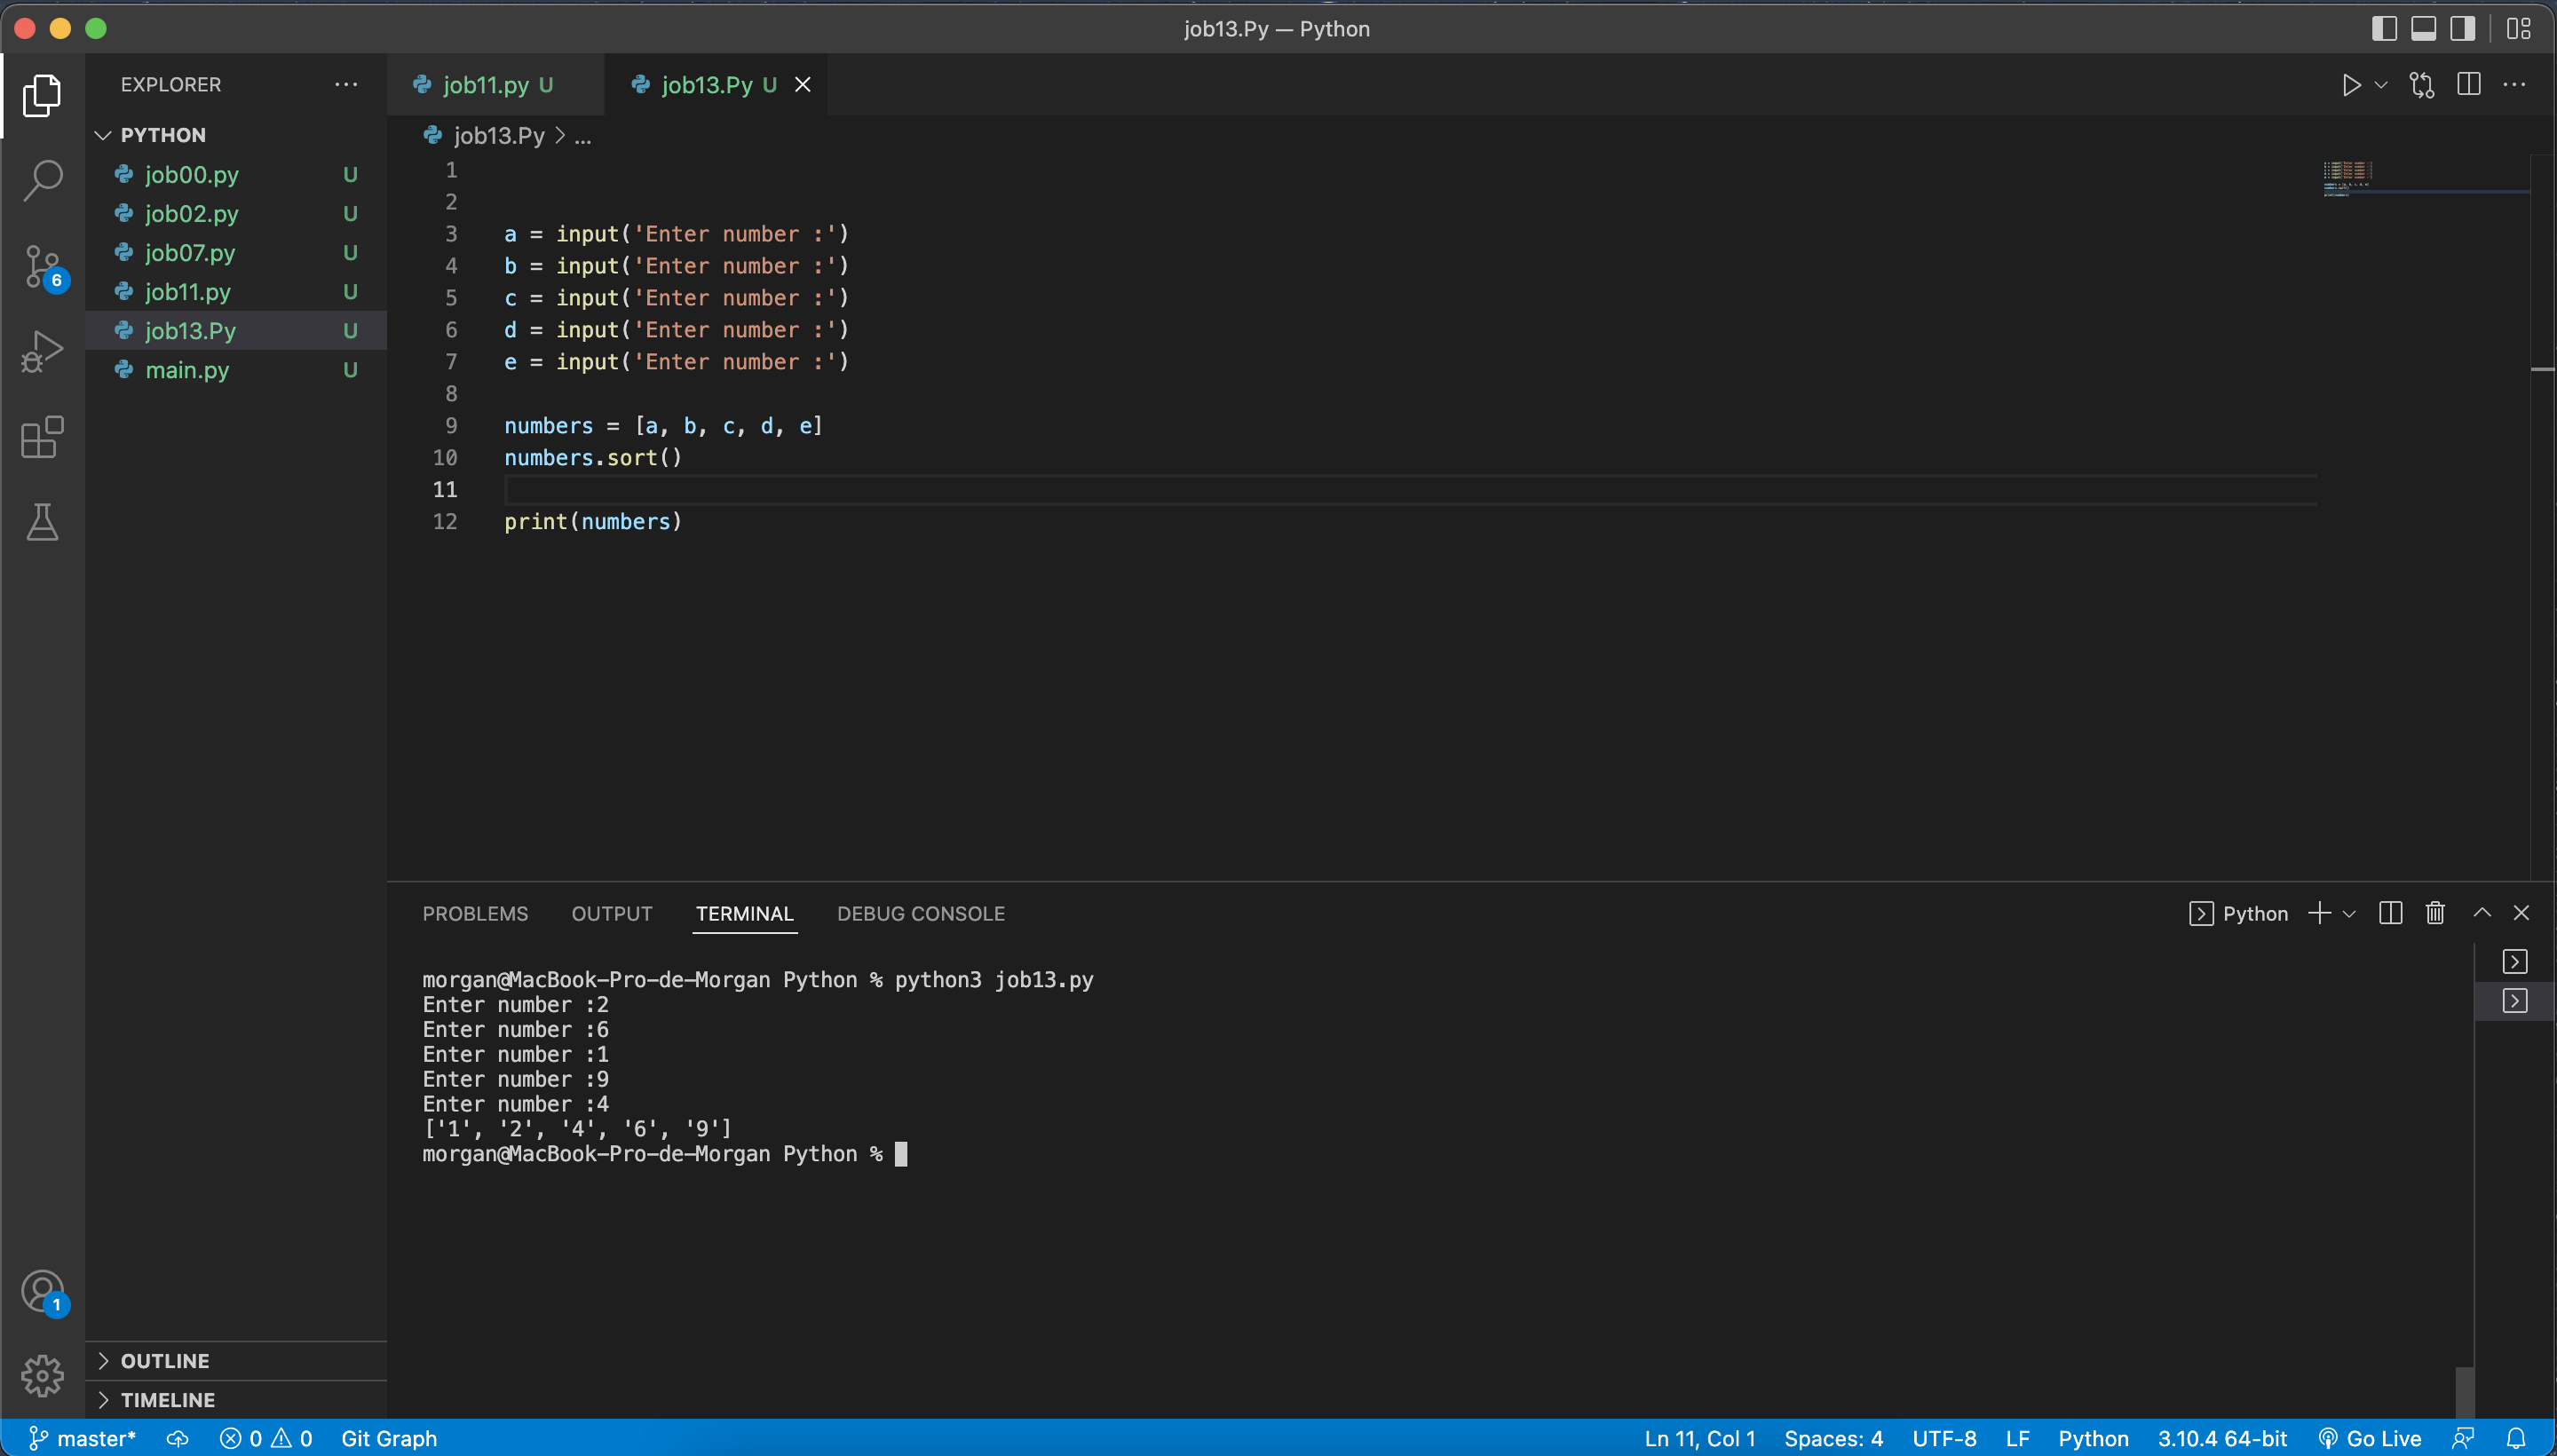 job13.Py — Python
EXPLORER
PYTHON
job00.py U
job02.py U
job07.py U
job11.py U
job13.Py U
main.py U
OUTLINE
TIMELINE
6
1
job11.py U
job13.Py U
job13.Py > ...
1
2
3 a = input('Enter number :')
4 b = input('Enter number :')
5 c = input('Enter number :')
6 d = input('Enter number :')
7 e = input('Enter number :')
8
9 numbers = [a, b, c, d, e]
10 numbers.sort()
11
12 print(numbers)
PROBLEMS OUTPUT TERMINAL DEBUG CONSOLE
Python
morgan@MacBook-Pro-de-Morgan Python % python3 job13.py
Enter number :2
Enter number :6
Enter number :1
Enter number :9
Enter number :4
['1', '2', '4', '6', '9']
morgan@MacBook-Pro-de-Morgan Python %
master* 0 0 Git Graph Ln 11, Col 1 Spaces: 4 UTF-8 LF Python 3.10.4 64-bit Go Live